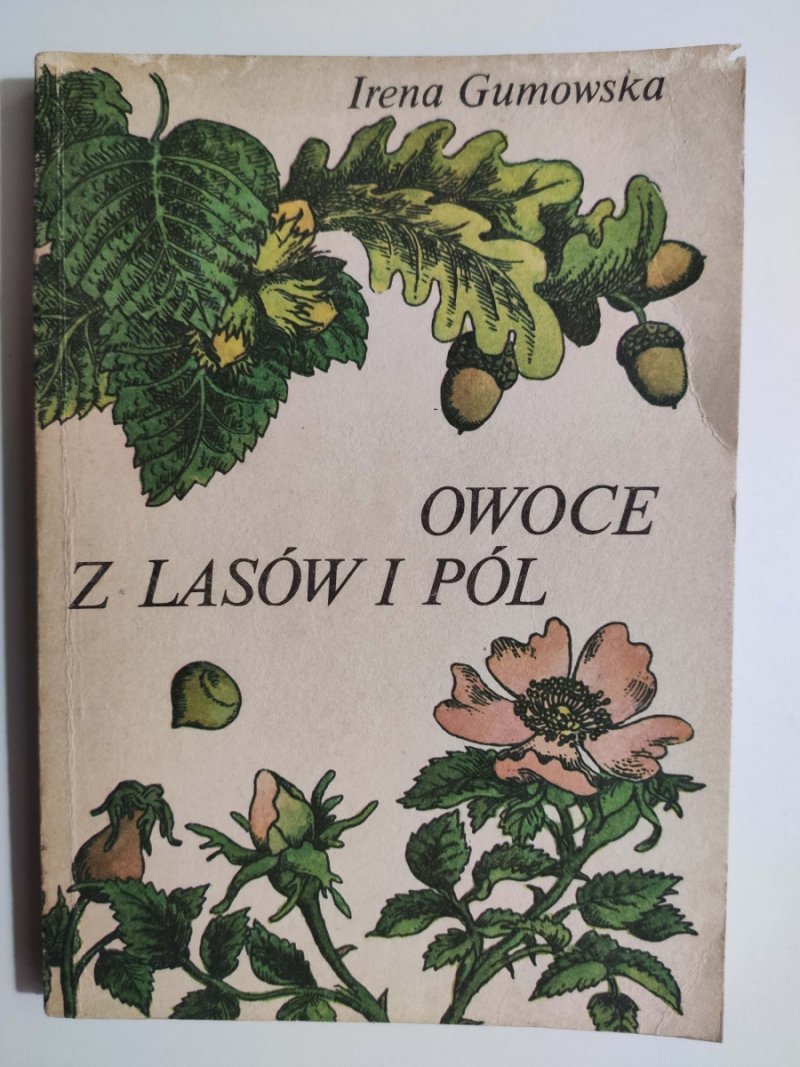 Irena Gumowska
OWOCE
Z LASÓW I PÓL